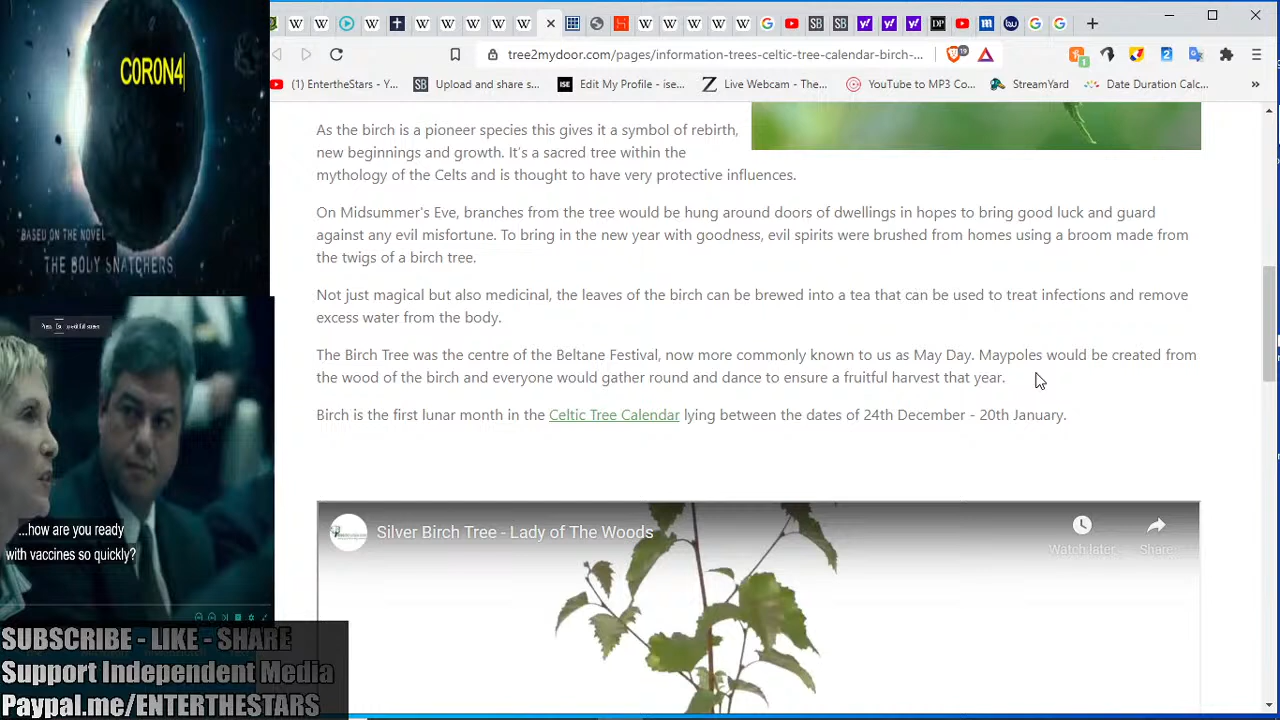 CORON4
"BASED ON THE NOVEL
THE BODY SNATCHERS
...how are you ready
with vaccines so quickly?
SUBSCRIBE - LIKE - SHARE
Support Independent Media
Paypal.me/ENTERTHESTARS
tree2mydoor.com/pages/information-trees-celtic-tree-calendar-birch-...
(1) EntertheStars - Y...
Upload and share s...
Edit My Profile - ise...
Live Webcam - The...
YouTube to MP3 Co...
StreamYard
Date Duration Calc...
As the birch is a pioneer species this gives it a symbol of rebirth,
new beginnings and growth. It's a sacred tree within the
mythology of the Celts and is thought to have very protective influences.
On Midsummer's Eve, branches from the tree would be hung around doors of dwellings in hopes to bring good luck and guard
against any evil misfortune. To bring in the new year with goodness, evil spirits were brushed from homes using a broom made from
the twigs of a birch tree.
Not just magical but also medicinal, the leaves of the birch can be brewed into a tea that can be used to treat infections and remove
excess water from the body.
The Birch Tree was the centre of the Beltane Festival, now more commonly known to us as May Day. Maypoles would be created from
the wood of the birch and everyone would gather round and dance to ensure a fruitful harvest that year.
Birch is the first lunar month in the Celtic Tree Calendar lying between the dates of 24th December - 20th January.
Silver Birch Tree - Lady of The Woods
Watch later
Share